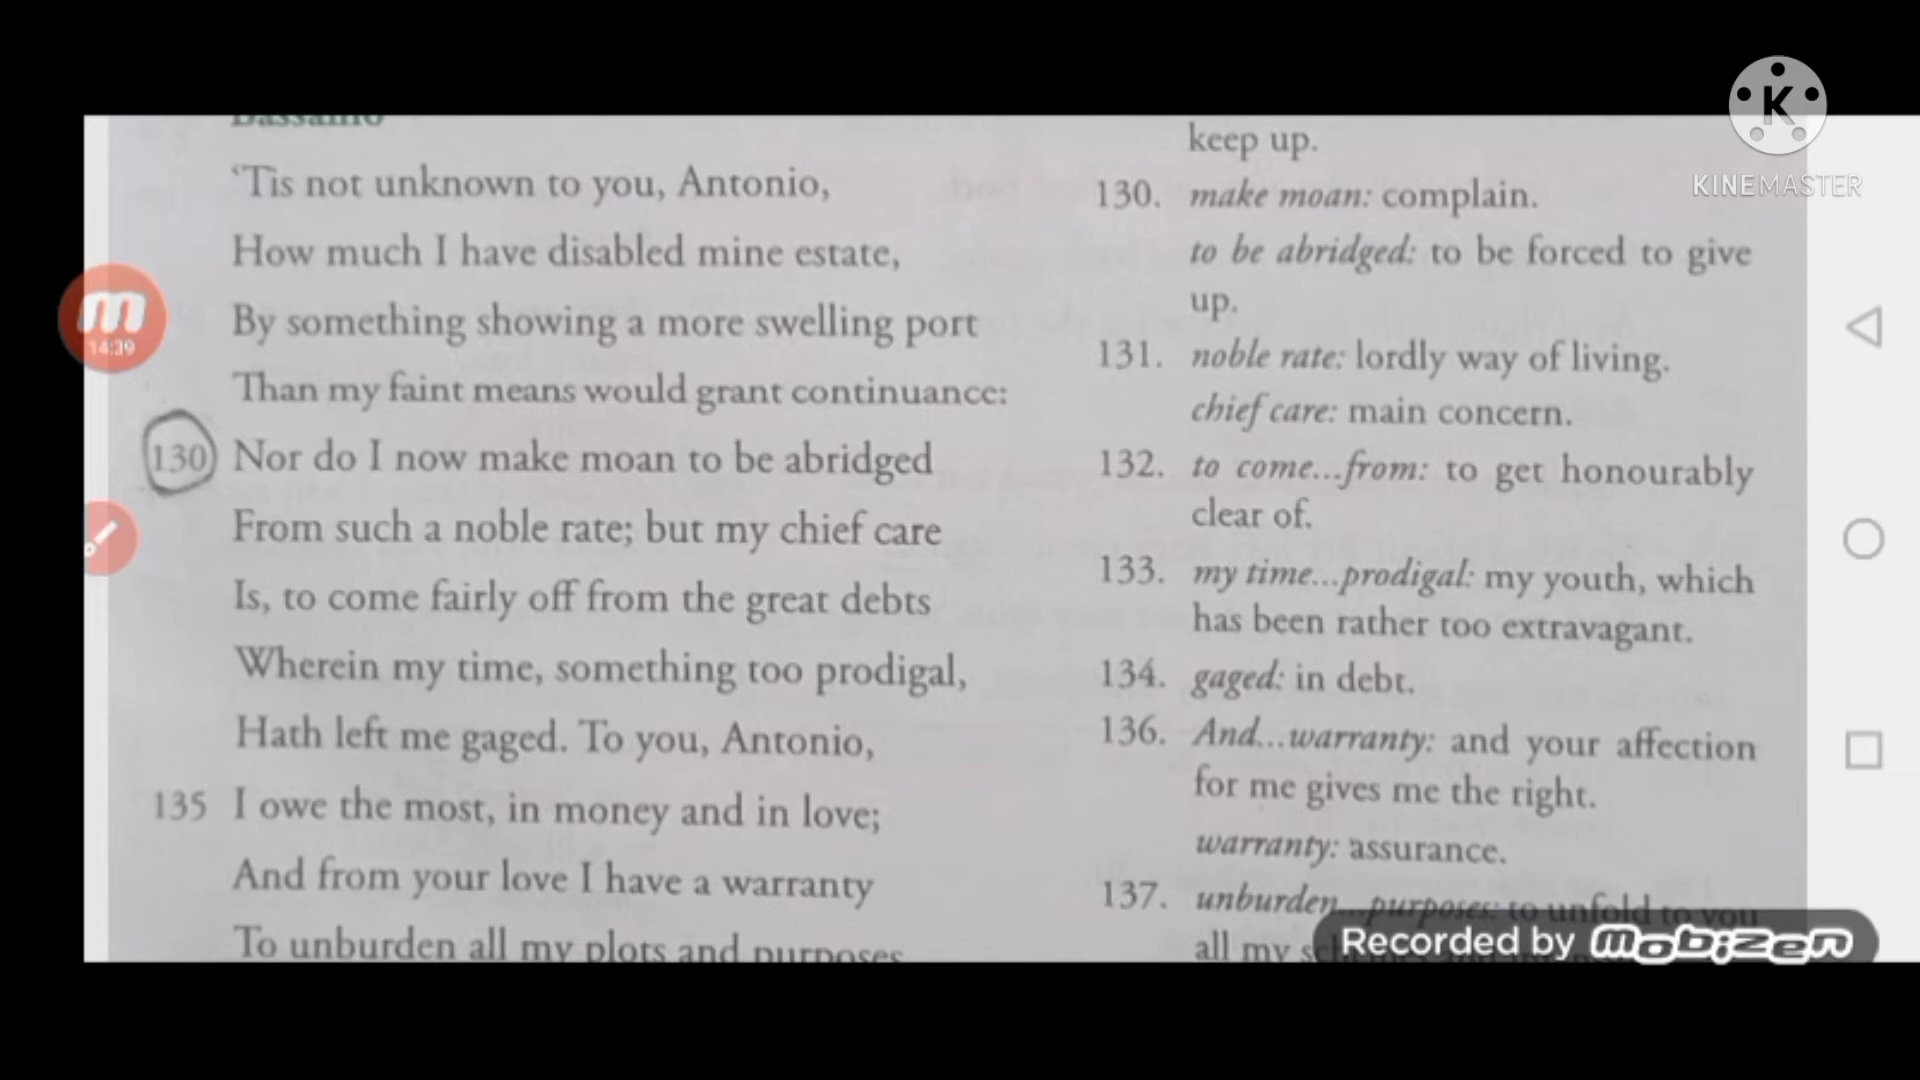 Bassanio
'Tis not unknown to you, Antonio,
How much I have disabled mine estate,
By something showing a more swelling port
Than my faint means would grant continuance:
130 Nor do I now make moan to be abridged
From such a noble rate; but my chief care
Is, to come fairly off from the great debts
Wherein my time, something too prodigal,
Hath left me gaged. To you, Antonio,
135 I owe the most, in money and in love;
And from your love I have a warranty
To unburden all my plots and purposes
keep up.
130. make moan: complain.
to be abridged: to be forced to give
up.
131. noble rate: lordly way of living.
chief care: main concern.
132. to come...from: to get honourably
clear of.
133. my time...prodigal: my youth, which
has been rather too extravagant.
134. gaged: in debt.
136. And...warranty: and your affection
for me gives me the right.
warranty: assurance.
137. unburden...purposes: to unfold to you
all my
K
KINEMASTER
14:39
Recorded by mobizen